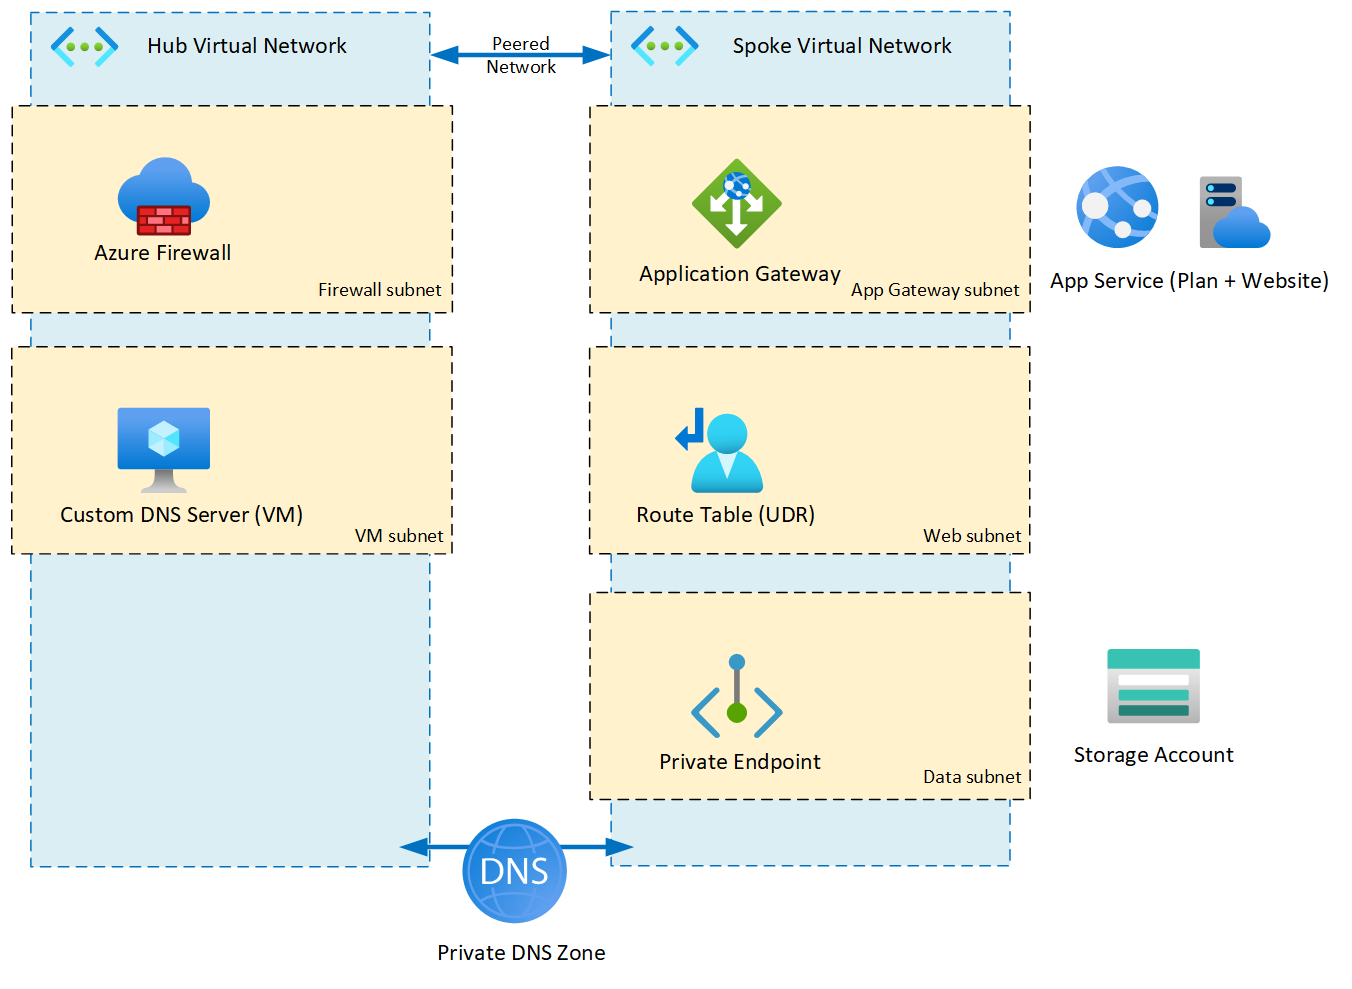 Hub Virtual Network
Peered
Network
Spoke Virtual Network
Azure Firewall
Firewall subnet
Application Gateway
App Gateway subnet
App Service (Plan + Website)
Custom DNS Server (VM)
VM subnet
Route Table (UDR)
Web subnet
Private Endpoint
Data subnet
Storage Account
DNS
Private DNS Zone